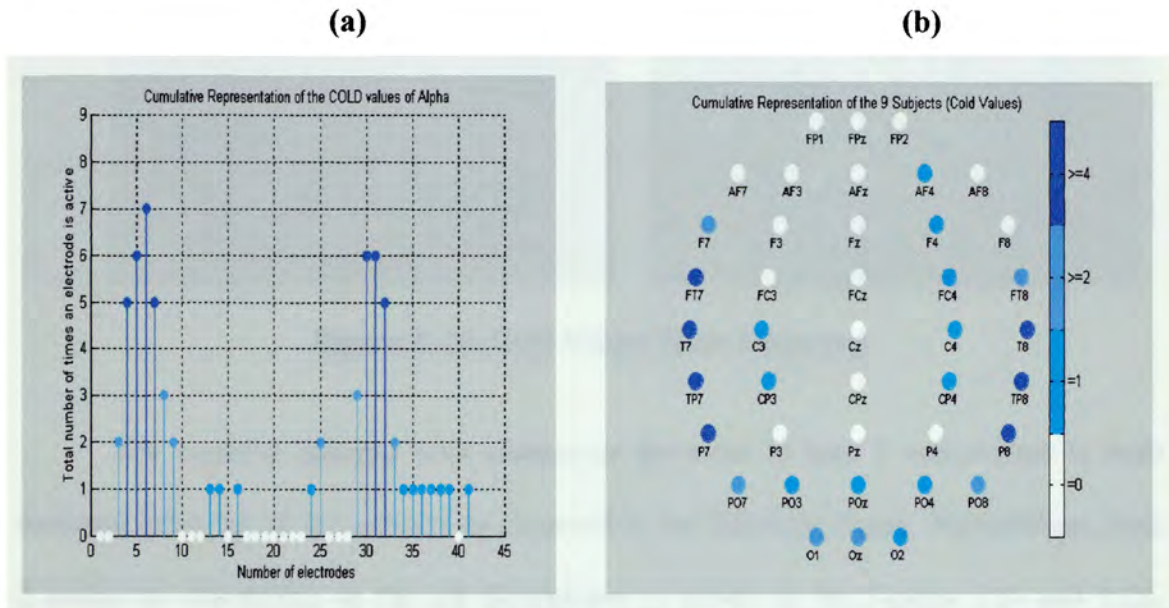 (a)
(b)
Cumulative Representation of the COLD values of Alpha
Total number of times an electrode is active
9
8
7
6
5
4
3
2
1
0
0 5 10 15 20 25 30 35 40 45
Number of electrodes
Cumulative Representation of the 9 Subjects (Cold Values)
FP1 FPz FP2
AF7 AF3 AFz AF4 AF8
F7 F3 Fz F4 F8
FT7 FC3 FCz FC4 FT8
T7 C3 Cz C4 T8
TP7 CP3 CPz CP4 TP8
P7 P3 Pz P4 P8
PO7 PO3 POz PO4 PO8
O1 Oz O2
>=4
>=2
=1
=0